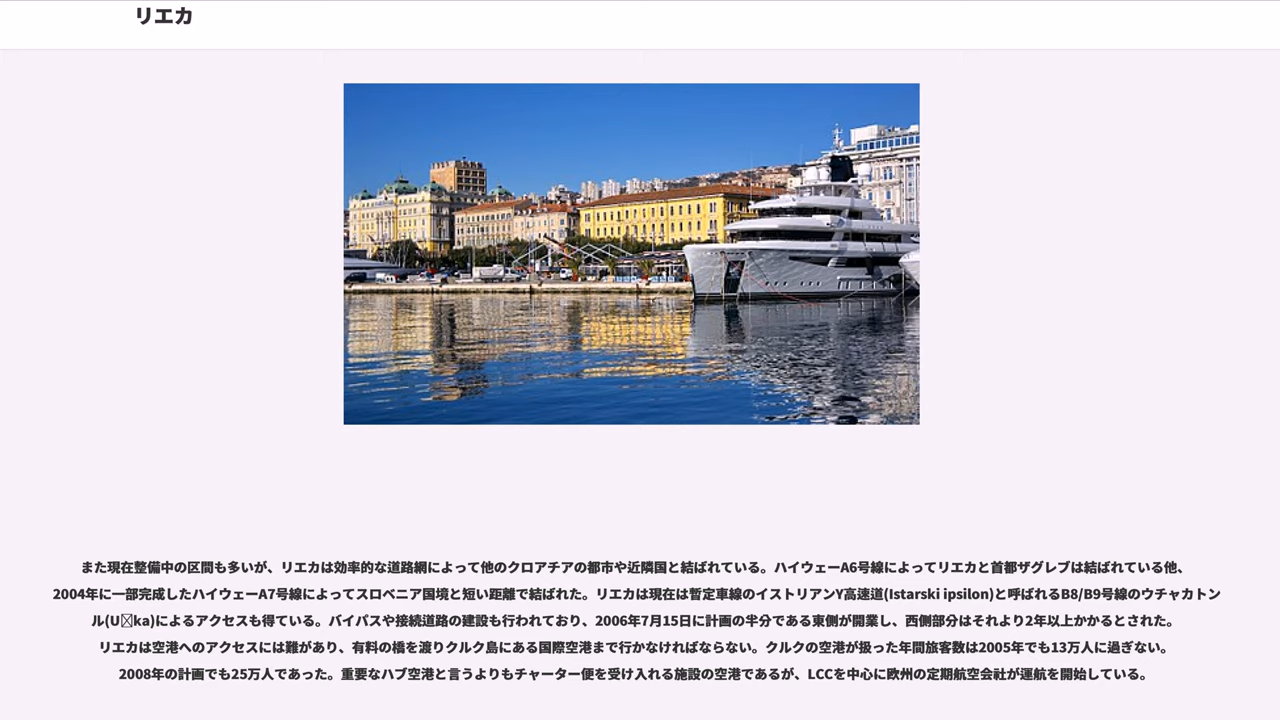 リエカ
また現在整備中の区間も多いが、リエカは効率的な道路網によって他のクロアチアの都市や近隣国と結ばれている。ハイウェーA6号線によってリエカと首都ザグレブは結ばれている他、
2004年に一部完成したハイウェーA7号線によってスロベニア国境と短い距離で結ばれた。リエカは現在は暫定車線のイストリアンY高速道(Istarski ipsilon)と呼ばれるB8/B9号線のウチャカトン
ル(U▯ka)によるアクセスも得ている。バイパスや接続道路の建設も行われており、2006年7月15日に計画の半分である東側が開業し、西側部分はそれより2年以上かかるとされた。
リエカは空港へのアクセスには難があり、有料の橋を渡りクルク島にある国際空港まで行かなければならない。クルクの空港が扱った年間旅客数は2005年でも13万人に過ぎない。
2008年の計画でも25万人であった。重要なハブ空港と言うよりもチャーター便を受け入れる施設の空港であるが、LCCを中心に欧州の定期航空会社が運航を開始している。